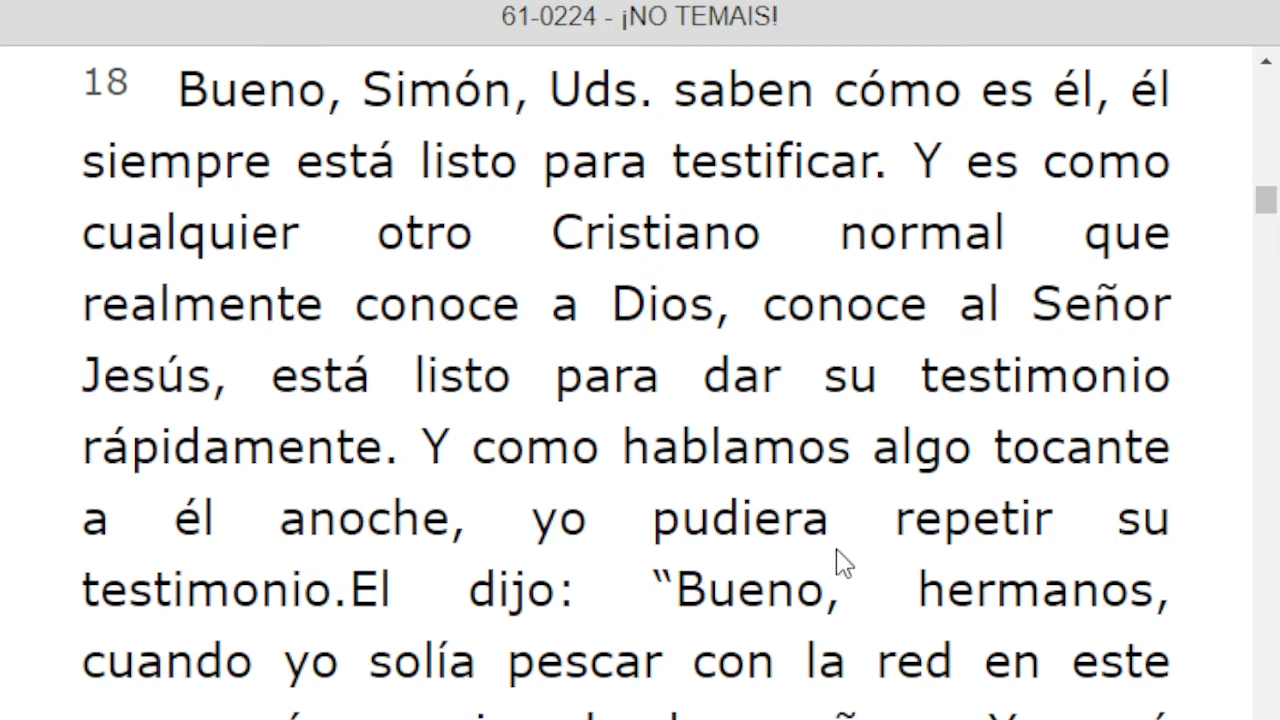 61-0224 - ¡NO TEMAIS!
18 Bueno, Simón, Uds. saben cómo es él, él
siempre está listo para testificar. Y es como
cualquier otro Cristiano normal que
realmente conoce a Dios, conoce al Señor
Jesús, está listo para dar su testimonio
rápidamente. Y como hablamos algo tocante
a él anoche, yo pudiera repetir su
testimonio.El dijo: “Bueno, hermanos,
cuando yo solía pescar con la red en este